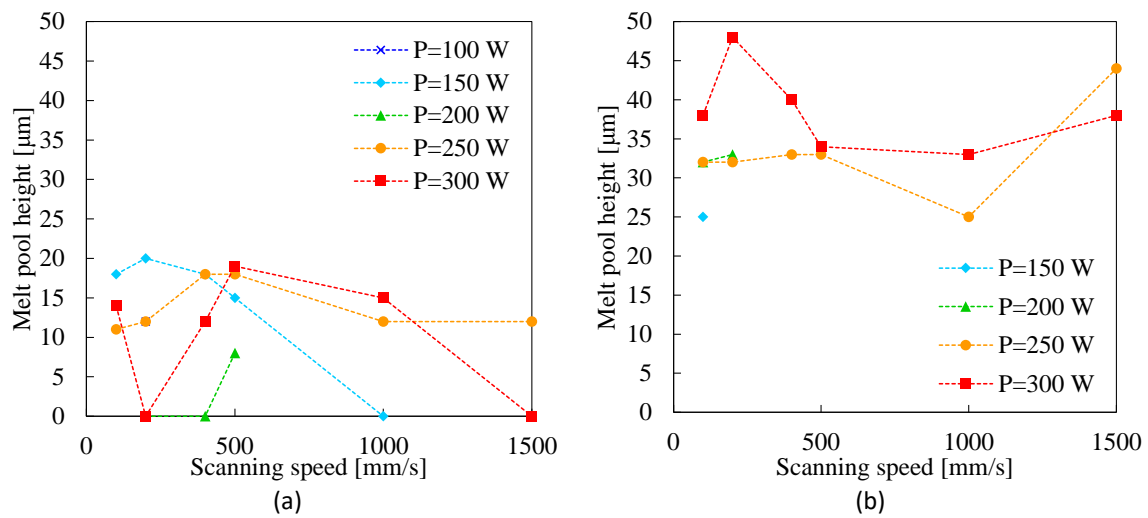 50
45
40
35
30
25
20
15
10
5
0
Melt pool height [µm]
P=100 W
P=150 W
P=200 W
P=250 W
P=300 W
0
500
1000
1500
Scanning speed [mm/s]
(a)
50
45
40
35
30
25
20
15
10
5
0
Melt pool height [µm]
P=150 W
P=200 W
P=250 W
P=300 W
0
500
1000
1500
Scanning speed [mm/s]
(b)